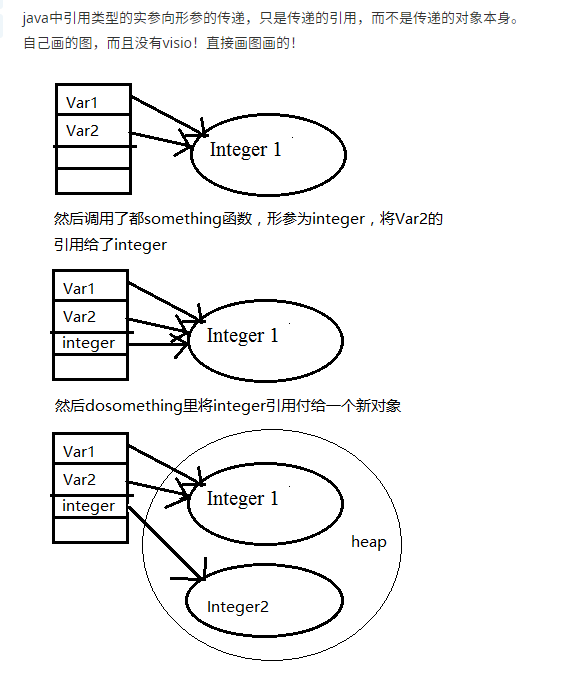 java中引用类型的实参向形参的传递，只是传递的引用，而不是传递的对象本身。
自己画的图，而且没有visio！直接画图画的！
Var1
Var2
Integer 1
然后调用了都something函数，形参为integer，将Var2的
引用给了integer
Var1
Var2
integer
Integer 1
然后dosomething里将integer引用付给一个新对象
Var1
Var2
integer
Integer 1
heap
Integer2